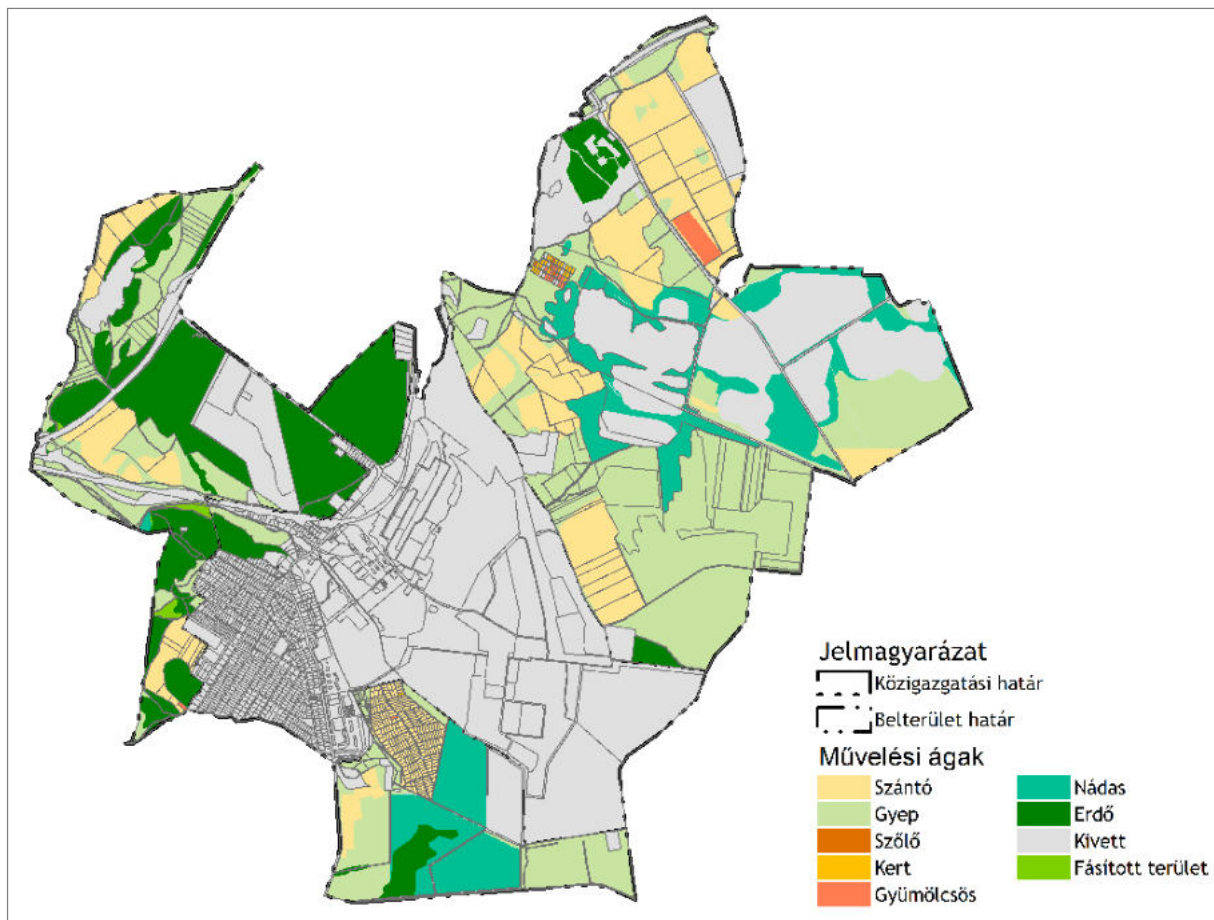 Jelmagyarázat
Közigazgatási határ
Belterület határ
Művelési ágak
Szántó
Gyep
Szőlő
Kert
Gyümölcsös
Nádas
Erdő
Kivett
Fásított terület